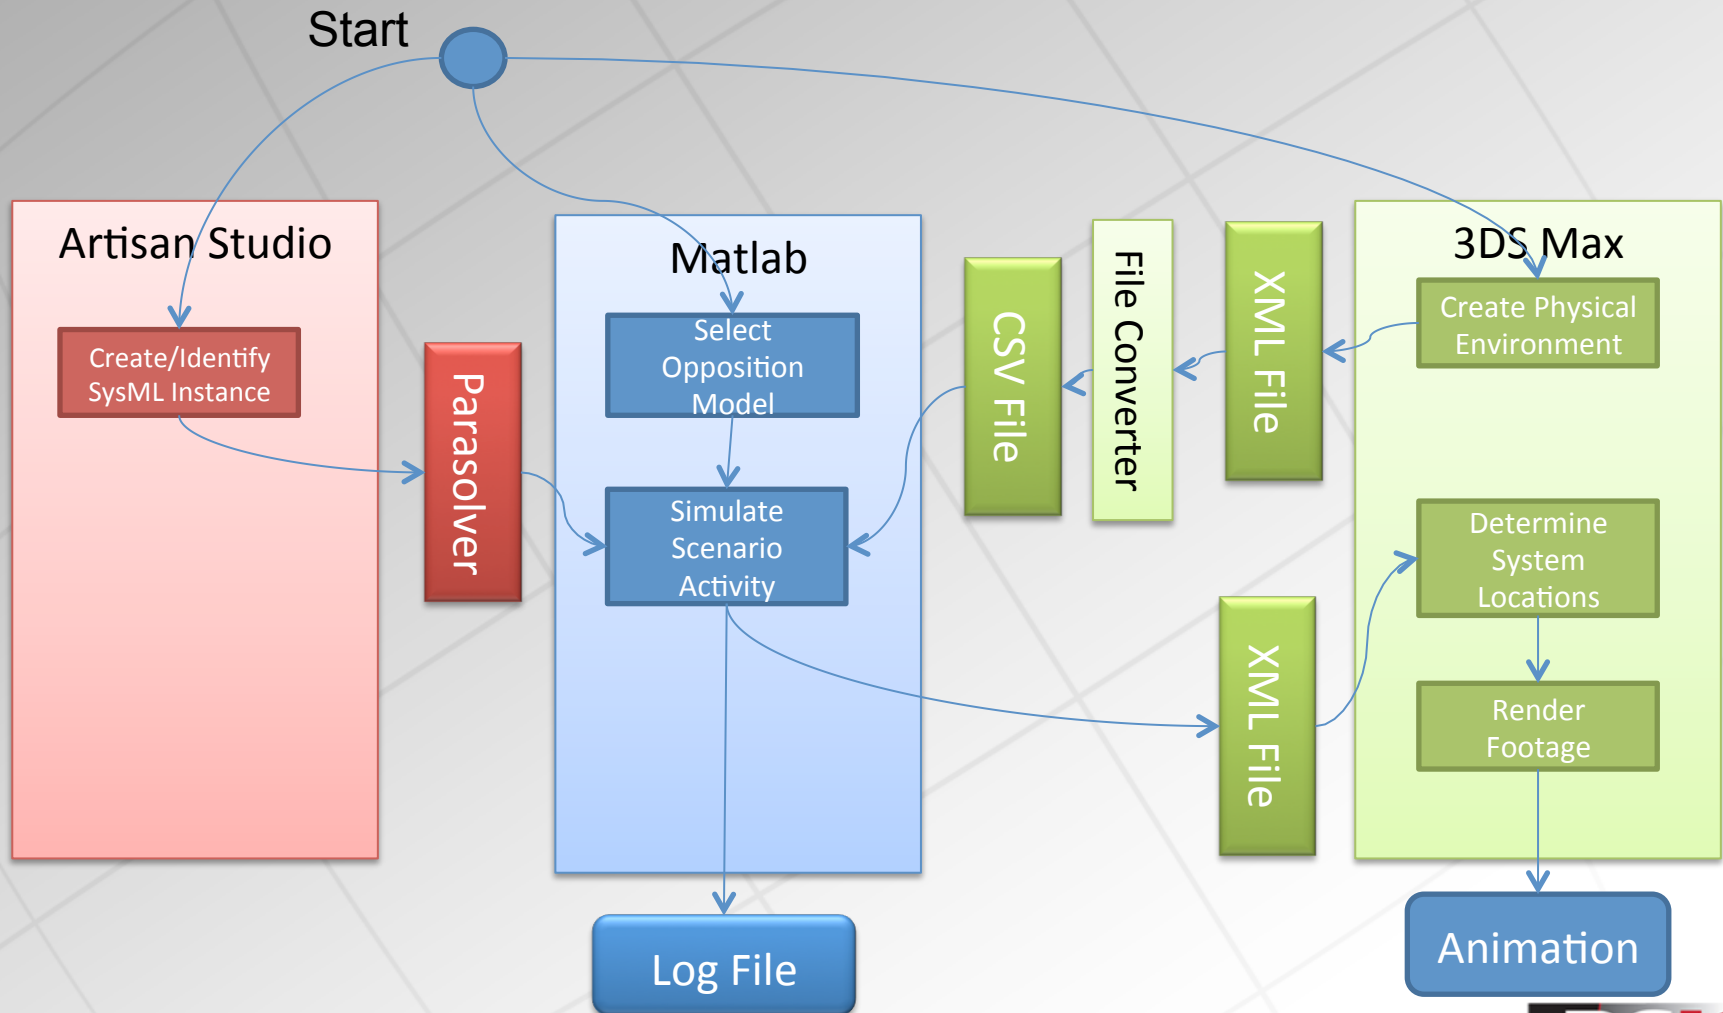 Start
Artisan Studio
Create/Identify
SysML Instance
Parasolver
Matlab
Select
Opposition
Model
Simulate
Scenario
Activity
CSV File
File Converter
XML File
3DS Max
Create Physical
Environment
Determine
System
Locations
XML File
Render
Footage
Log File
Animation